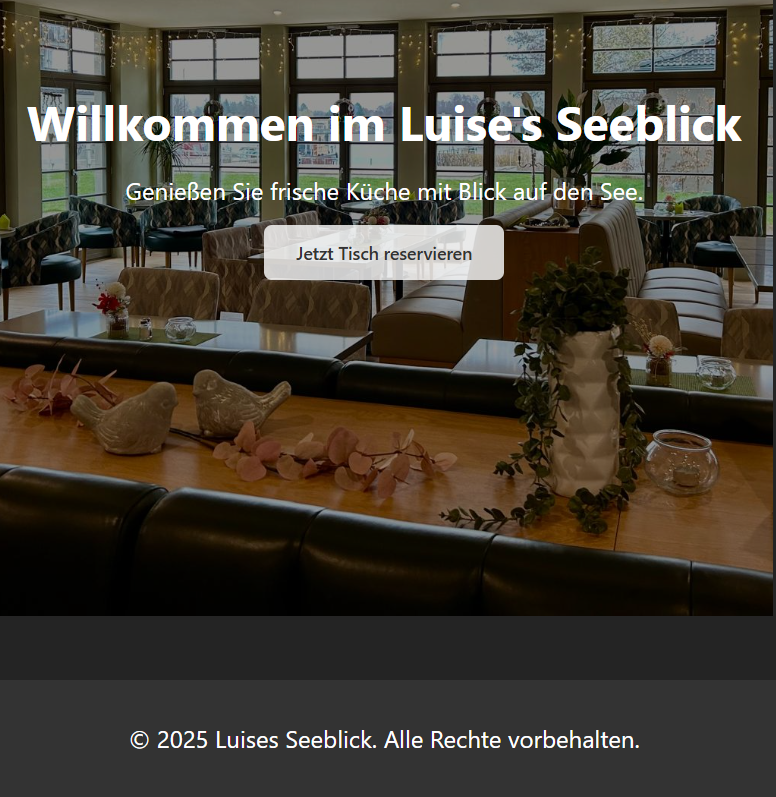 Willkommen im Luise's Seeblick
Genießen Sie frische Küche mit Blick auf den See.
Jetzt Tisch reservieren
© 2025 Luises Seeblick. Alle Rechte vorbehalten.